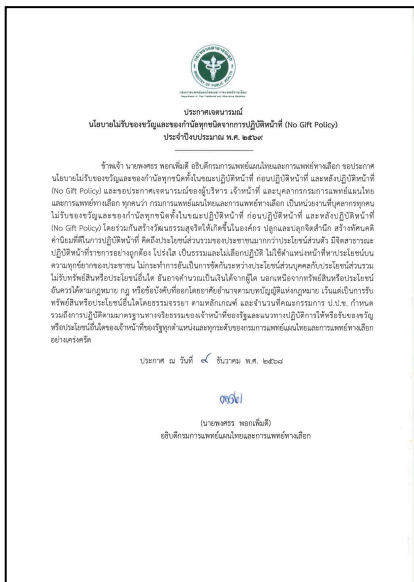 ประกาศเจตนารมณ์
นโยบายไม่รับของขวัญและของกำนัลทุกชนิดจากการปฏิบัติหน้าที่ (No Gift Policy)
ประจำปีงบประมาณ พ.ศ. ๒๕๖๙
ข้าพเจ้า นายพงศธร พอกเพิ่มดี อธิบดีกรมการแพทย์แผนไทยและการแพทย์ทางเลือก ขอประกาศ
นโยบายไม่รับของขวัญและของกำนัลทุกชนิดทั้งในขณะปฏิบัติหน้าที่ ก่อนปฏิบัติหน้าที่ และหลังปฏิบัติหน้าที่
(No Gift Policy) และขอประกาศเจตนารมณ์ของผู้บริหาร เจ้าหน้าที่ และบุคลากรกรมการแพทย์แผนไทย
และการแพทย์ทางเลือก ทุกคนว่า กรมการแพทย์แผนไทยและการแพทย์ทางเลือก เป็นหน่วยงานที่บุคลากรทุกคน
ไม่รับของขวัญและของกำนัลทุกชนิดทั้งในขณะปฏิบัติหน้าที่ ก่อนปฏิบัติหน้าที่ และหลังปฏิบัติหน้าที่
(No Gift Policy) โดยร่วมกันสร้างวัฒนธรรมสุจริตให้เกิดขึ้นในองค์กร ปลูกและปลุกจิตสำนึก สร้างทัศนคติ
ค่านิยมที่ดีในการปฏิบัติหน้าที่ คิดถึงประโยชน์ส่วนรวมของประชาชนมากกว่าประโยชน์ส่วนตัว มีจิตสาธารณะ
ปฏิบัติหน้าที่ราชการอย่างถูกต้อง โปร่งใส เป็นธรรมและไม่เลือกปฏิบัติ ไม่ใช้ตำแหน่งหน้าที่หาประโยชน์บน
ความทุกข์ยากของประชาชน ไม่กระทำการอันเป็นการขัดกันระหว่างประโยชน์ส่วนบุคคลกับประโยชน์ส่วนรวม
ไม่รับทรัพย์สินหรือประโยชน์อื่นใด อันอาจคำนวณเป็นเงินได้จากผู้ใด นอกเหนือจากทรัพย์สินหรือประโยชน์
อันควรได้ตามกฎหมาย กฎ หรือข้อบังคับที่ออกโดยอาศัยอำนาจตามบทบัญญัติแห่งกฎหมาย เว้นแต่เป็นการรับ
ทรัพย์สินหรือประโยชน์อื่นใดโดยธรรมจรรยา ตามหลักเกณฑ์ และจำนวนที่คณะกรรมการ ป.ป.ช. กำหนด
รวมถึงการปฏิบัติตามมาตรฐานทางจริยธรรมของเจ้าหน้าที่ของรัฐและแนวทางปฏิบัติการให้หรือรับของขวัญ
หรือประโยชน์อื่นใดของเจ้าหน้าที่ของรัฐทุกตำแหน่งและทุกระดับของกรมการแพทย์แผนไทยและการแพทย์ทางเลือก
อย่างเคร่งครัด
ประกาศ ณ วันที่ ๙ ธันวาคม พ.ศ. ๒๕๖๘
(นายพงศธร พอกเพิ่มดี)
อธิบดีกรมการแพทย์แผนไทยและการแพทย์ทางเลือก